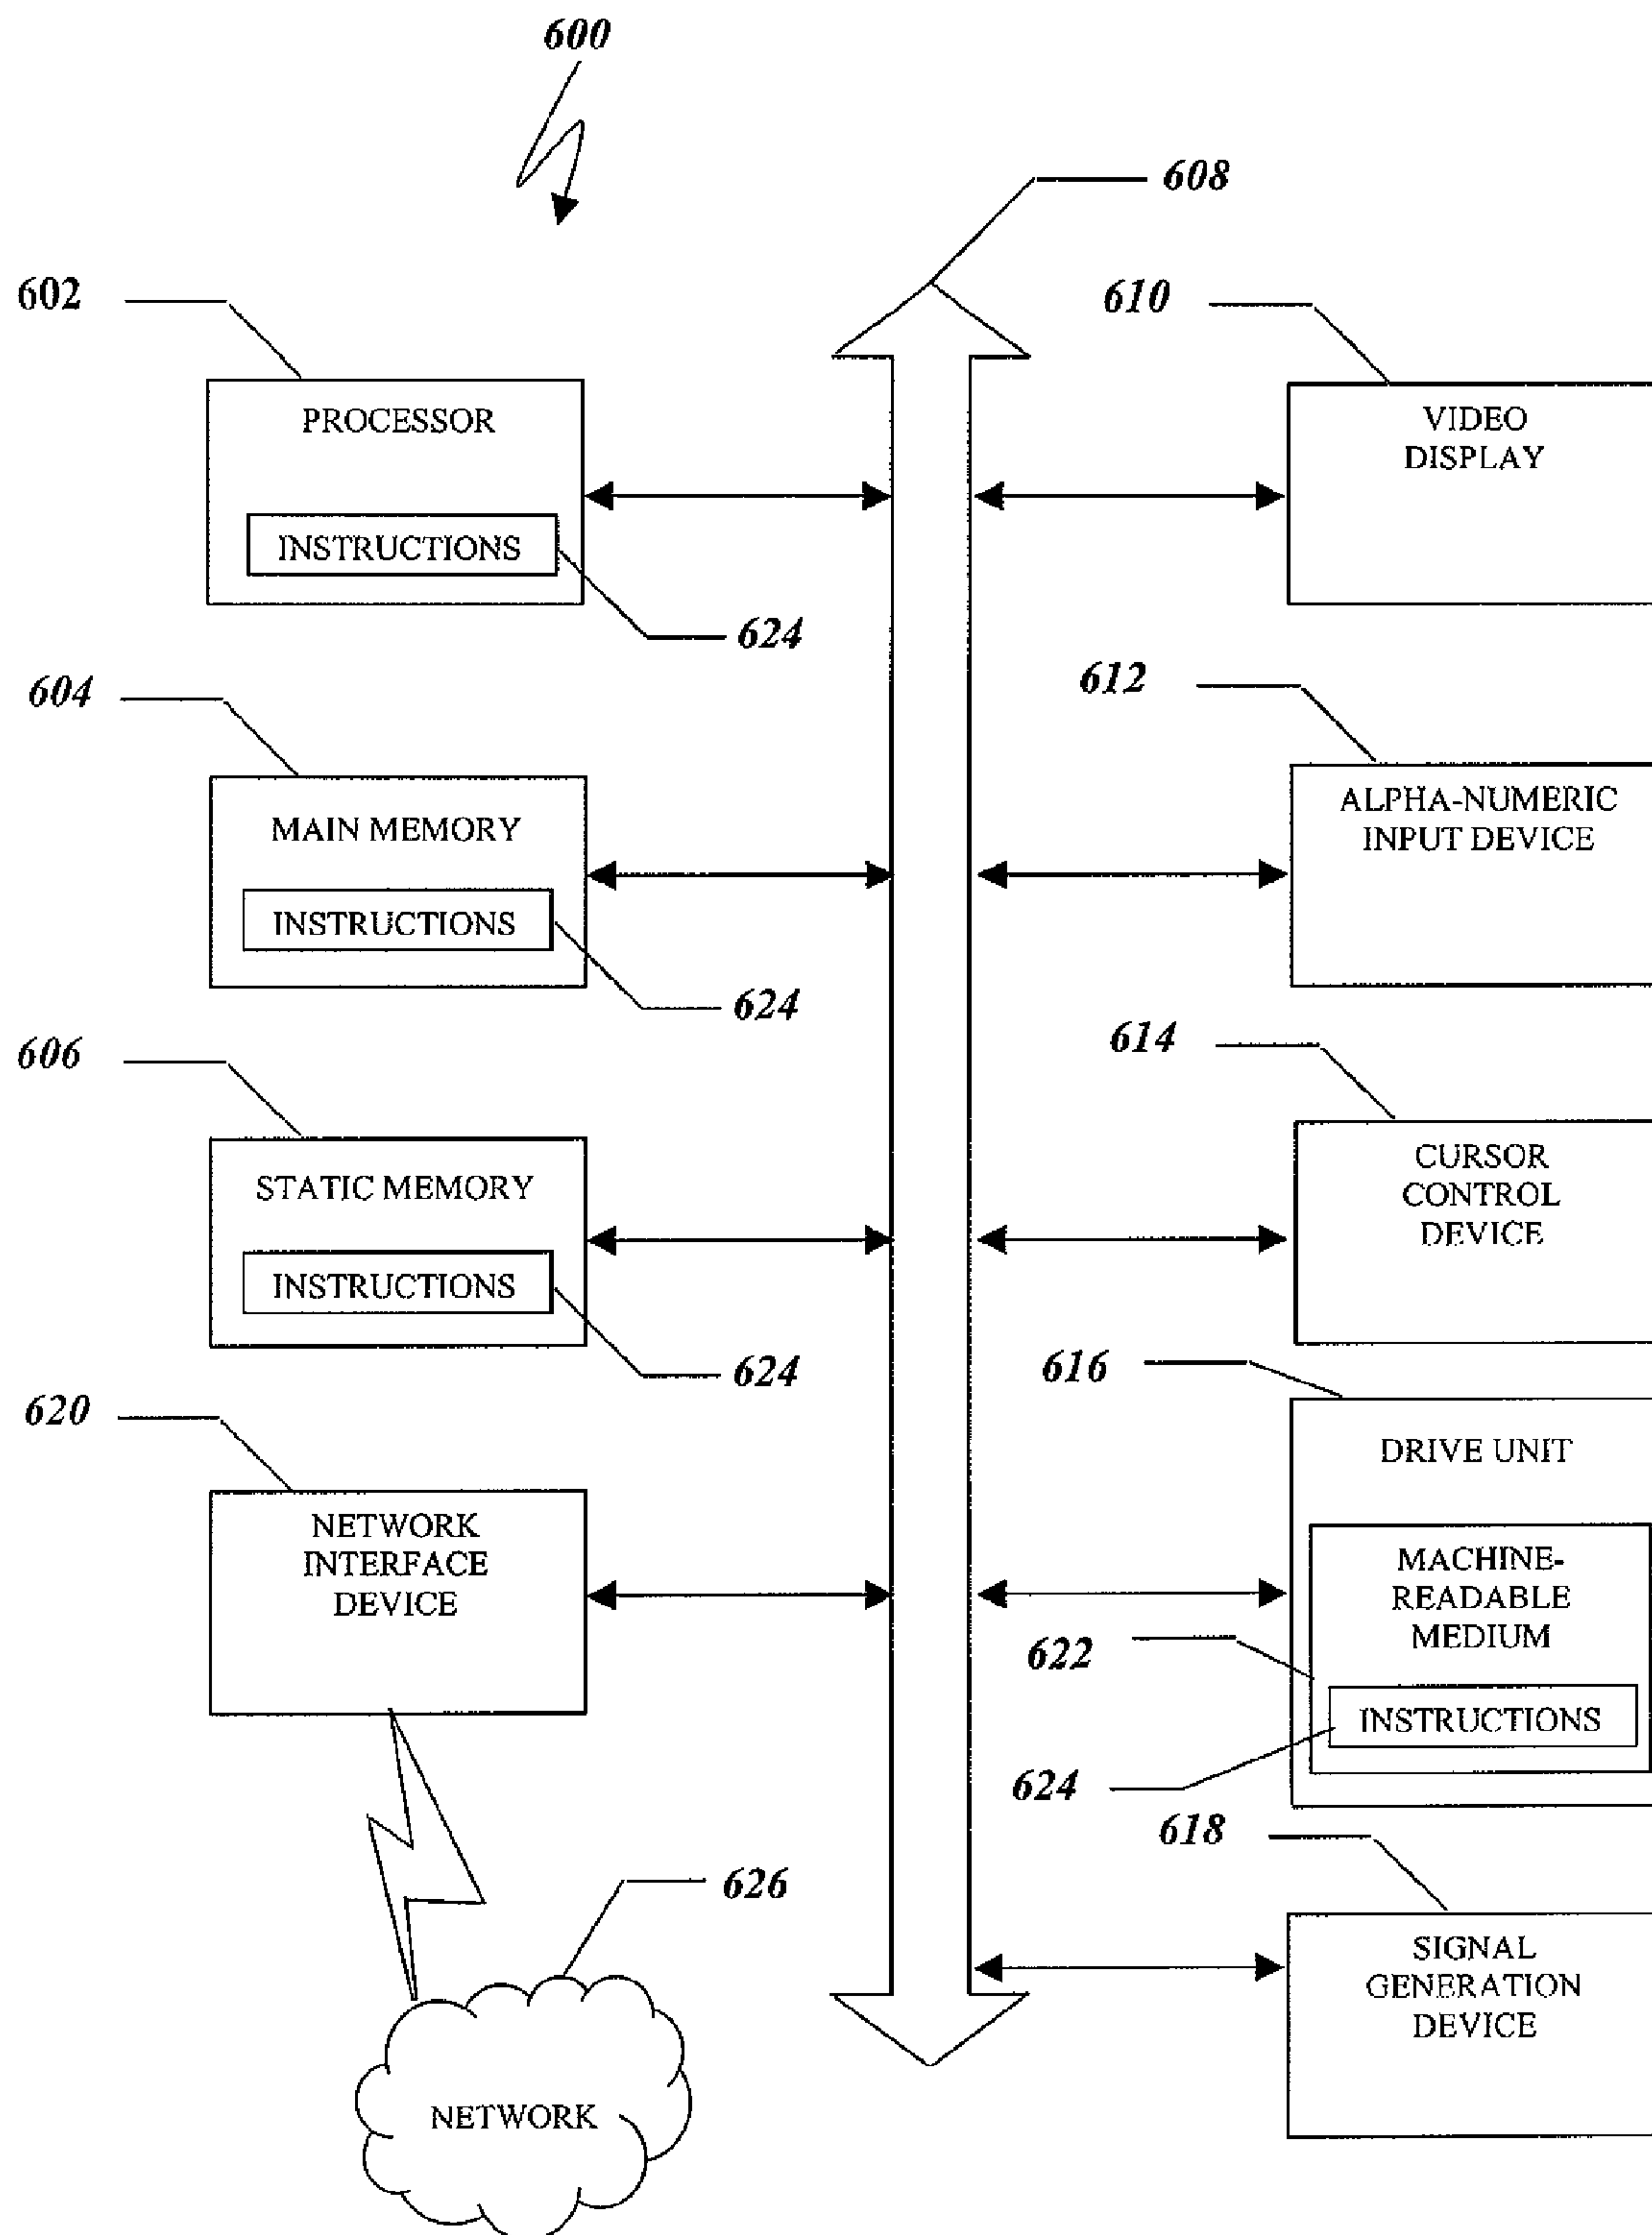 600
608
602
PROCESSOR
INSTRUCTIONS
624
604
MAIN MEMORY
INSTRUCTIONS
624
606
STATIC MEMORY
INSTRUCTIONS
624
620
NETWORK
INTERFACE
DEVICE
626
NETWORK
610
VIDEO
DISPLAY
612
ALPHA-NUMERIC
INPUT DEVICE
614
CURSOR
CONTROL
DEVICE
616
DRIVE UNIT
MACHINE-
READABLE
MEDIUM
622
INSTRUCTIONS
624
618
SIGNAL
GENERATION
DEVICE